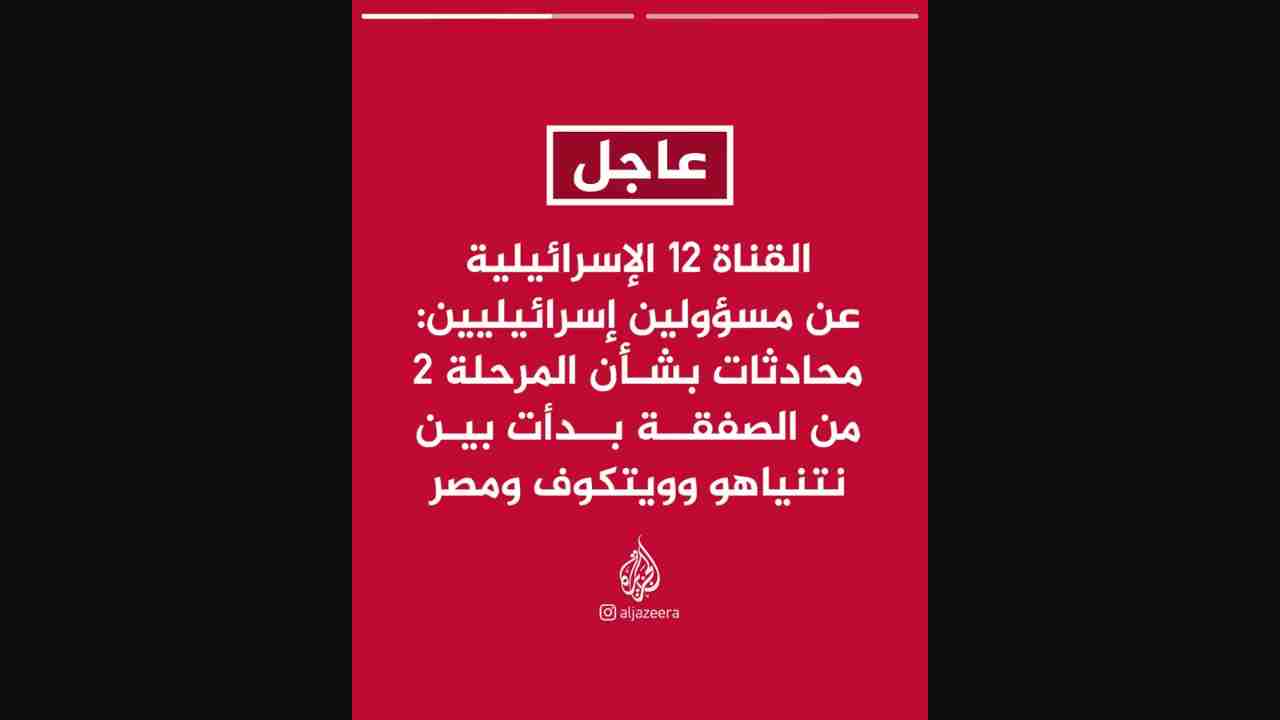 عاجل
القناة 12 الإسرائيلية
عن مسؤولين إسرائيليين:
محادثات بشأن المرحلة 2
من الصفقة بدأت بين
نتنياهو وويتكوف ومصر
الجزيرة
aljazeera